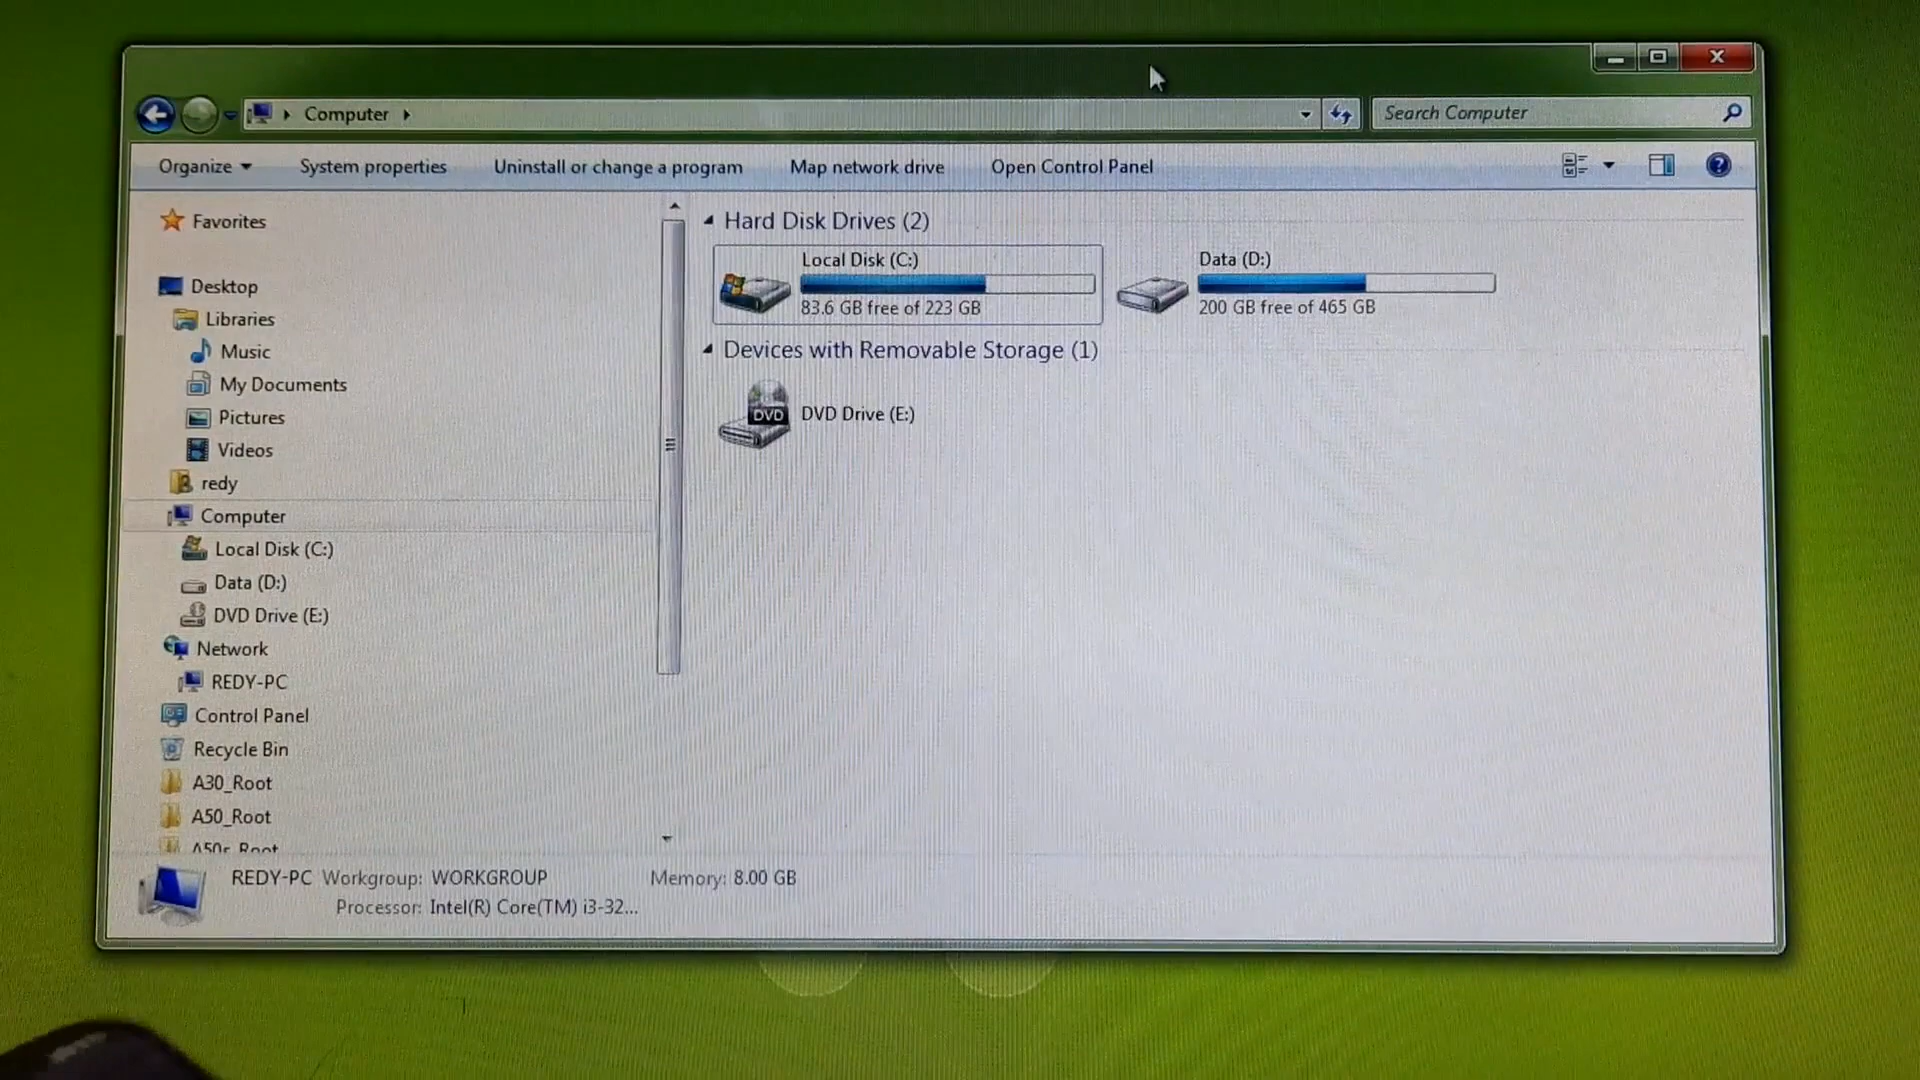 Computer
Search Computer
Organize
System properties
Uninstall or change a program
Map network drive
Open Control Panel
Favorites
Desktop
Libraries
Music
My Documents
Pictures
Videos
redy
Computer
Local Disk (C:)
Data (D:)
DVD Drive (E:)
Network
REDY-PC
Control Panel
Recycle Bin
A30_Root
A50_Root
A50r_Root
Hard Disk Drives (2)
Local Disk (C:)
83.6 GB free of 223 GB
Data (D:)
200 GB free of 465 GB
Devices with Removable Storage (1)
DVD
DVD Drive (E:)
REDY-PC Workgroup: WORKGROUP Memory: 8.00 GB
Processor: Intel(R) Core(TM) i3-32...